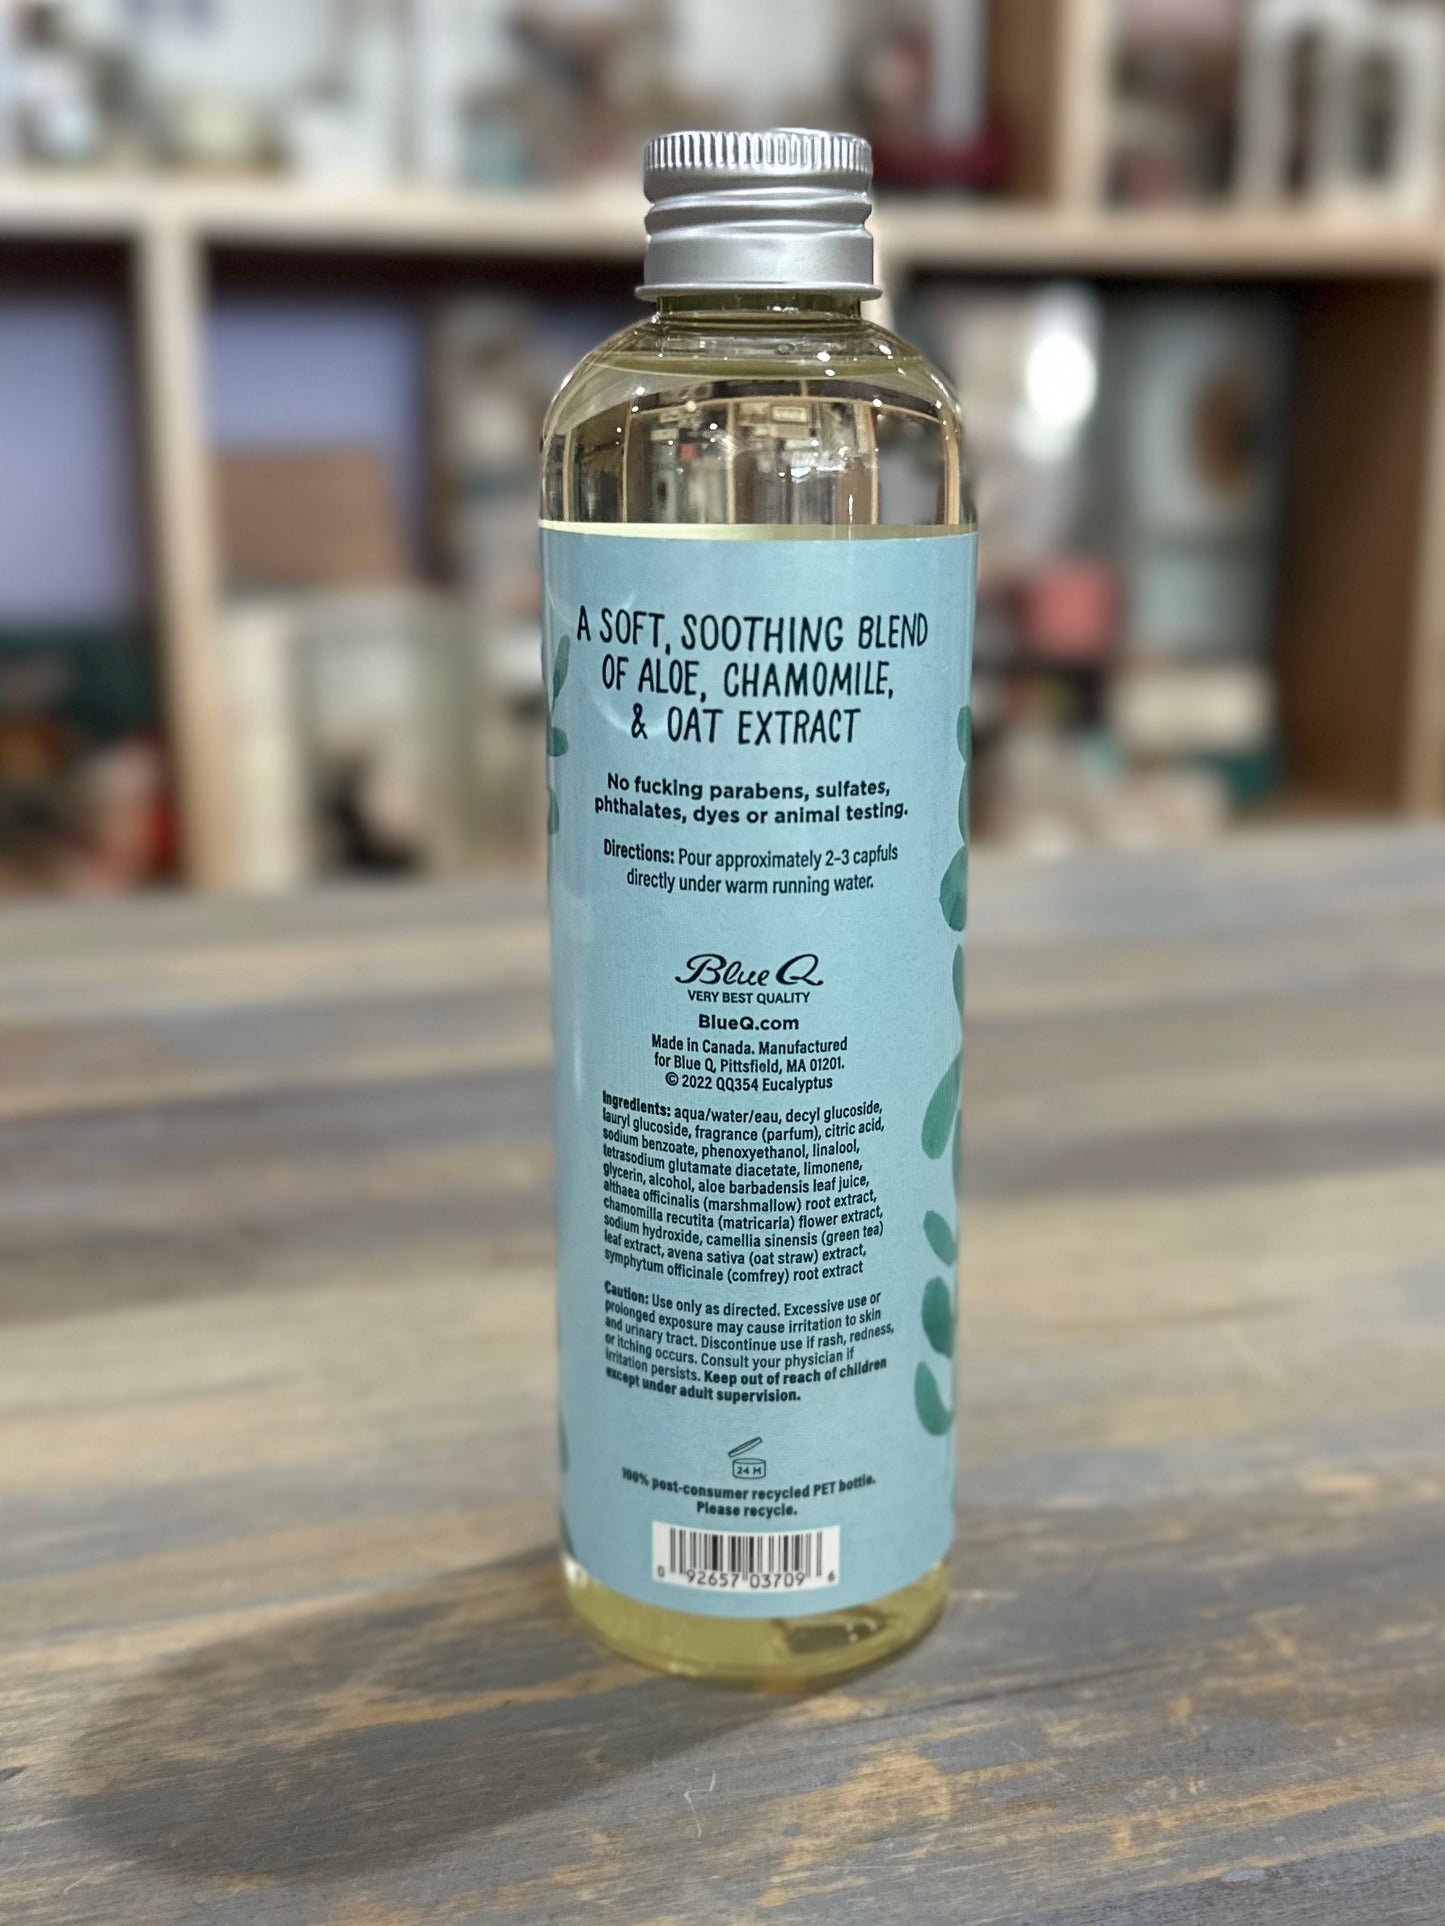 A SOFT, SOOTHING BLEND
OF ALOE, CHAMOMILE,
& OAT EXTRACT
No fucking parabens, sulfates,
phthalates, dyes or animal testing.
Directions: Pour approximately 2-3 capfuls
directly under warm running water.
Blue Q
VERY BEST QUALITY
BlueQ.com
Made in Canada. Manufactured
for Blue Q, Pittsfield, MA 01201.
© 2022 QQ354 Eucalyptus
Ingredients: aqua/water/eau, decyl glucoside,
lauryl glucoside, fragrance (parfum), citric acid,
sodium benzoate, phenoxyethanol, linalool,
tetrasodium glutamate diacetate, limonene,
glycerin, alcohol, aloe barbadensis leaf juice,
althaea officinalis (marshmallow) root extract,
chamomilla recutita (matricaria) flower extract,
sodium hydroxide, camellia sinensis (green tea)
leaf extract, avena sativa (oat straw) extract,
symphytum officinale (comfrey) root extract
Caution: Use only as directed. Excessive use or
prolonged exposure may cause irritation to skin
and urinary tract. Discontinue use if rash, redness,
or itching occurs. Consult your physician if
irritation persists. Keep out of reach of children
except under adult supervision.
24 M
100% post-consumer recycled PET bottle.
Please recycle.
0 92657 03709 6